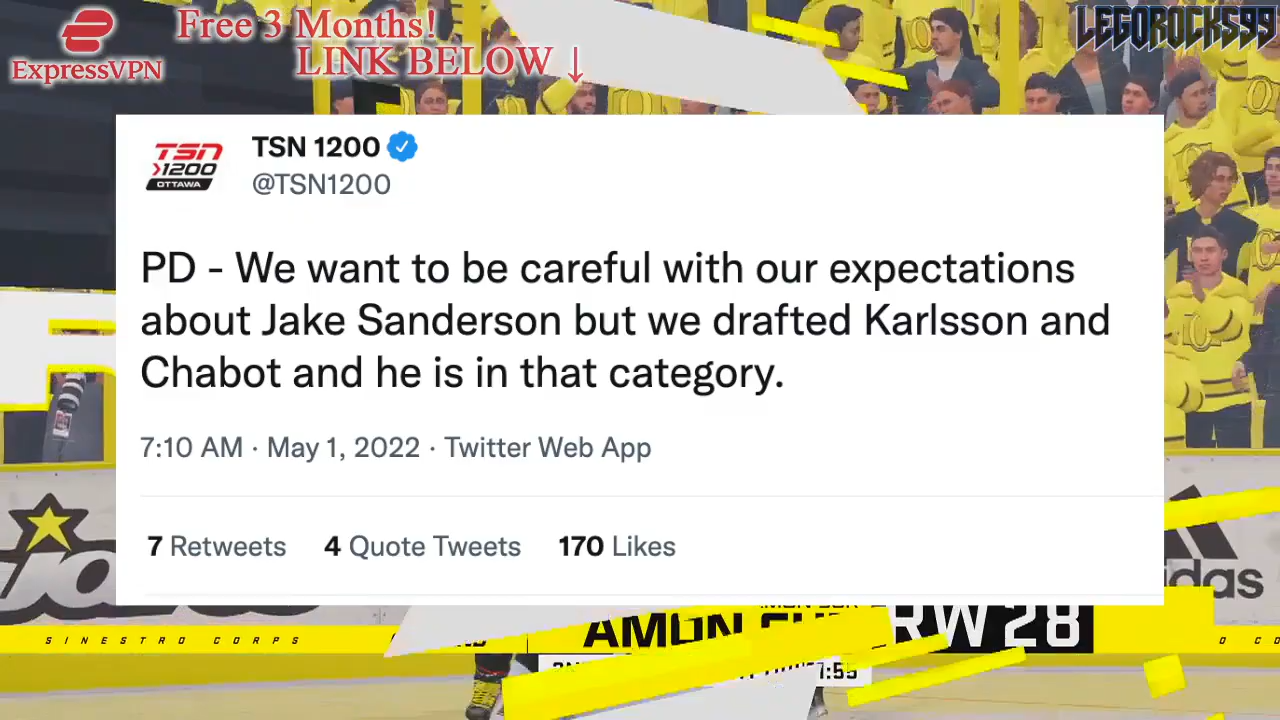 ExpressVPN
Free 3 Months!
LINK BELOW ↓
LEGOROCKS99
TSN 1200
@TSN1200
TSN
>1200
OTTAWA
PD - We want to be careful with our expectations
about Jake Sanderson but we drafted Karlsson and
Chabot and he is in that category.
7:10 AM · May 1, 2022 · Twitter Web App
7 Retweets 4 Quote Tweets 170 Likes
SINESTRO CORPS
RW 28